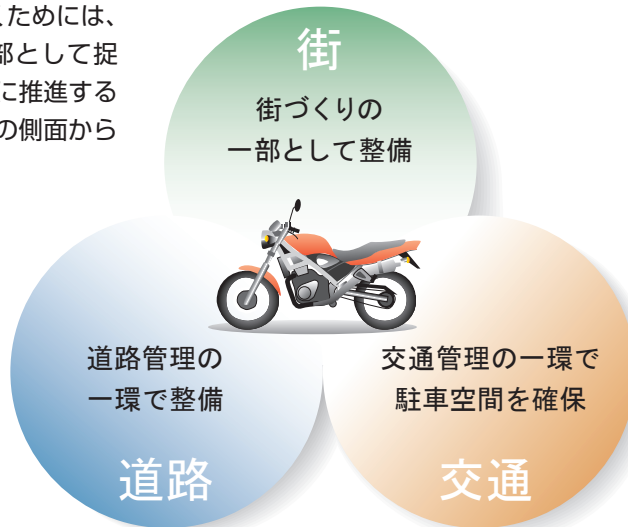 、ためには、
部として捉
に推進する
の側面から
街
街づくりの
一部として整備
道路管理の
一環で整備
道路
交通管理の一環で
駐車空間を確保
交通